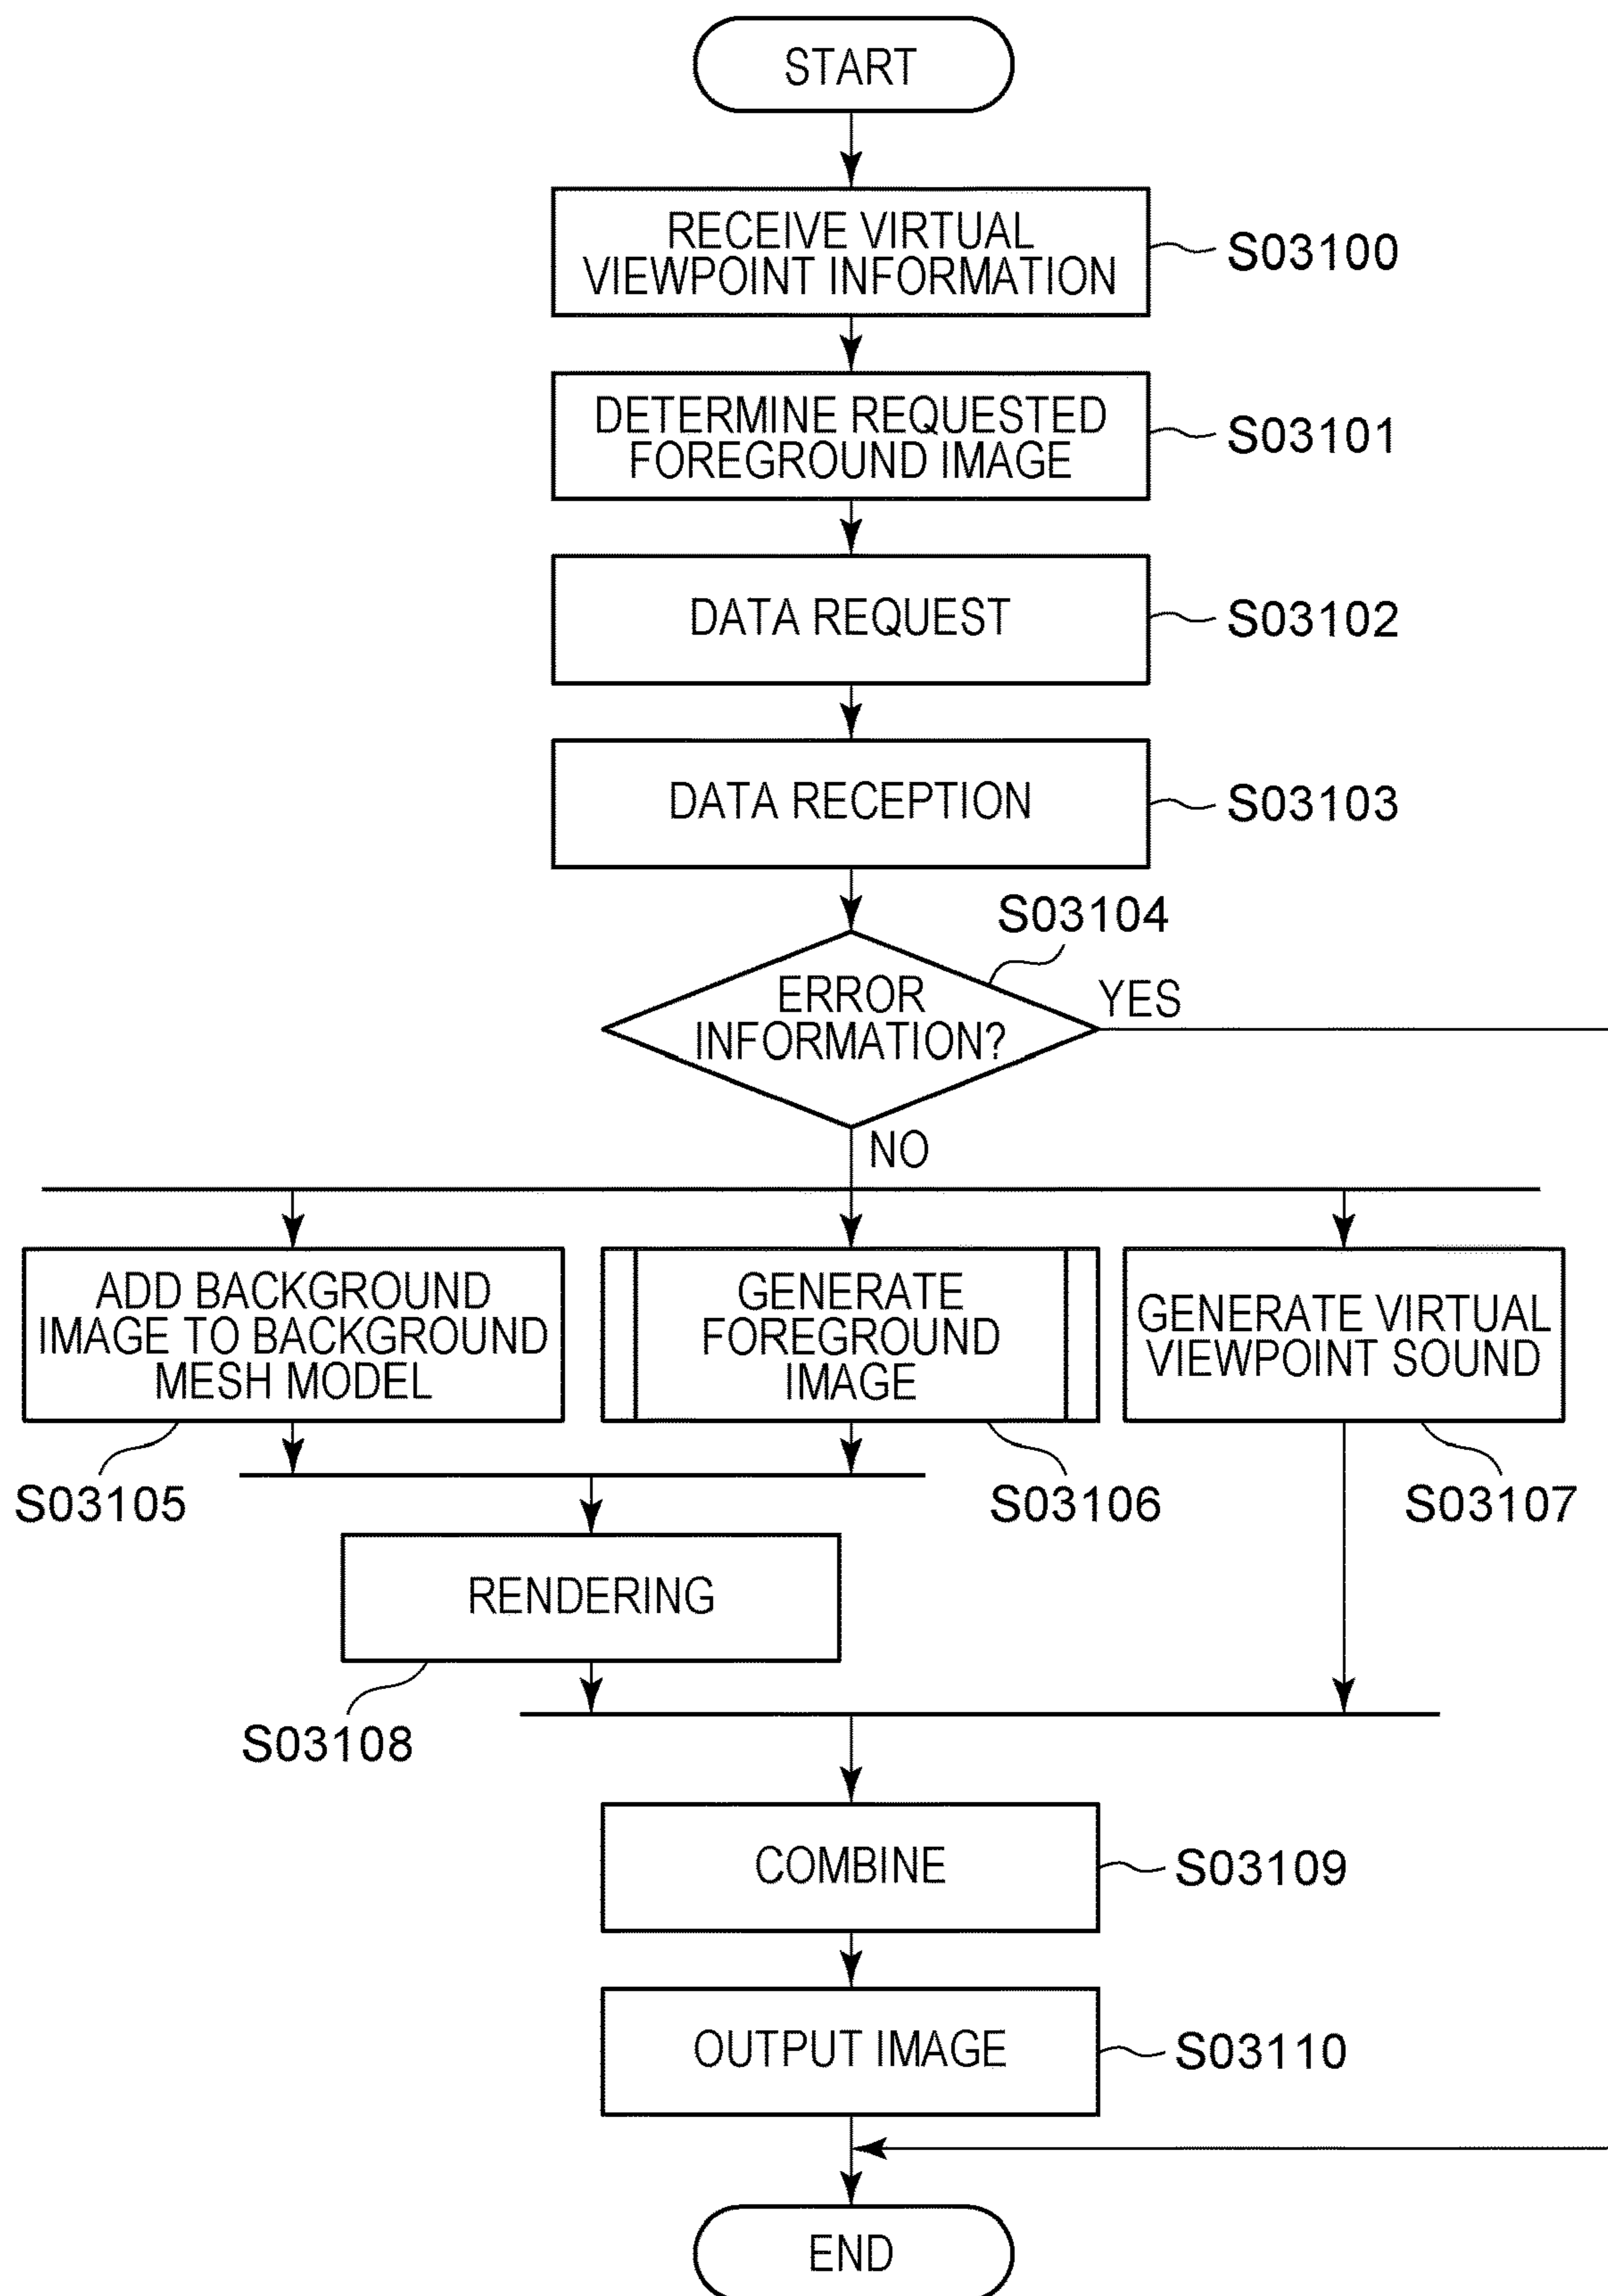 START
RECEIVE VIRTUAL
VIEWPOINT INFORMATION
S03100
DETERMINE REQUESTED
FOREGROUND IMAGE
S03101
DATA REQUEST
S03102
DATA RECEPTION
S03103
S03104
ERROR
INFORMATION?
YES
NO
ADD BACKGROUND
IMAGE TO BACKGROUND
MESH MODEL
GENERATE
FOREGROUND
IMAGE
GENERATE VIRTUAL
VIEWPOINT SOUND
S03105
S03106
S03107
RENDERING
S03108
COMBINE
S03109
OUTPUT IMAGE
S03110
END